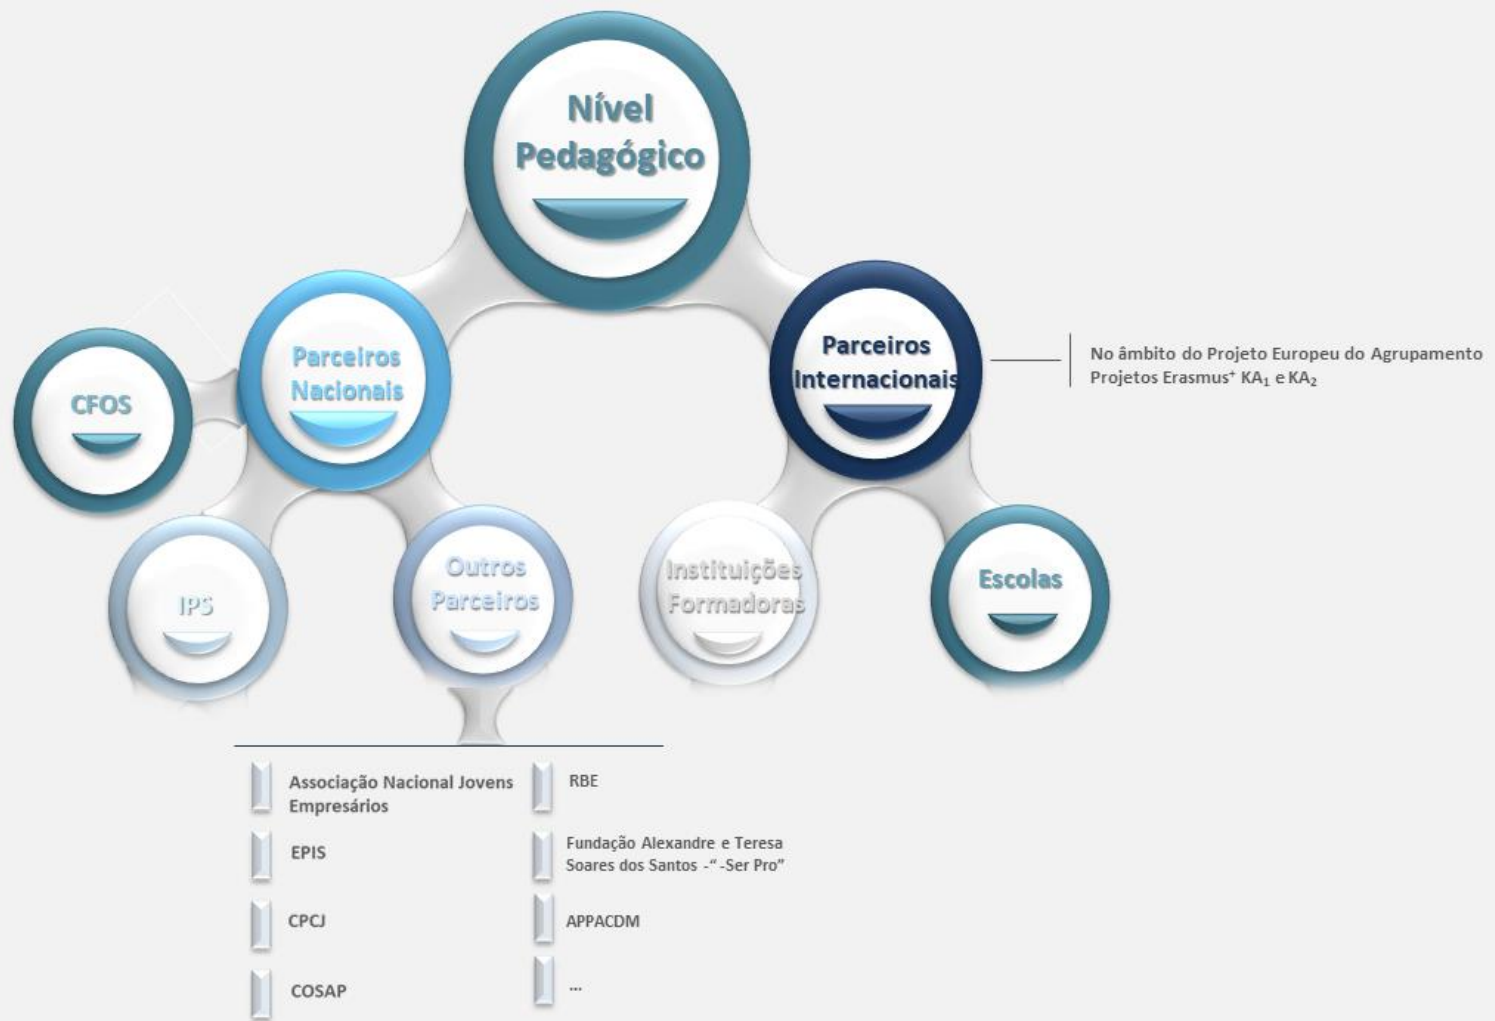 Nível
Pedagógico
Parceiros
Nacionais
Parceiros
Internacionais
No âmbito do Projeto Europeu do Agrupamento
Projetos Erasmus⁺ KA₁ e KA₂
CFOS
IPS
Outros
Parceiros
Instituições
Formadoras
Escolas
Associação Nacional Jovens
Empresários
EPIS
CPCJ
COSAP
RBE
Fundação Alexandre e Teresa
Soares dos Santos -“ -Ser Pro”
APPACDM
...